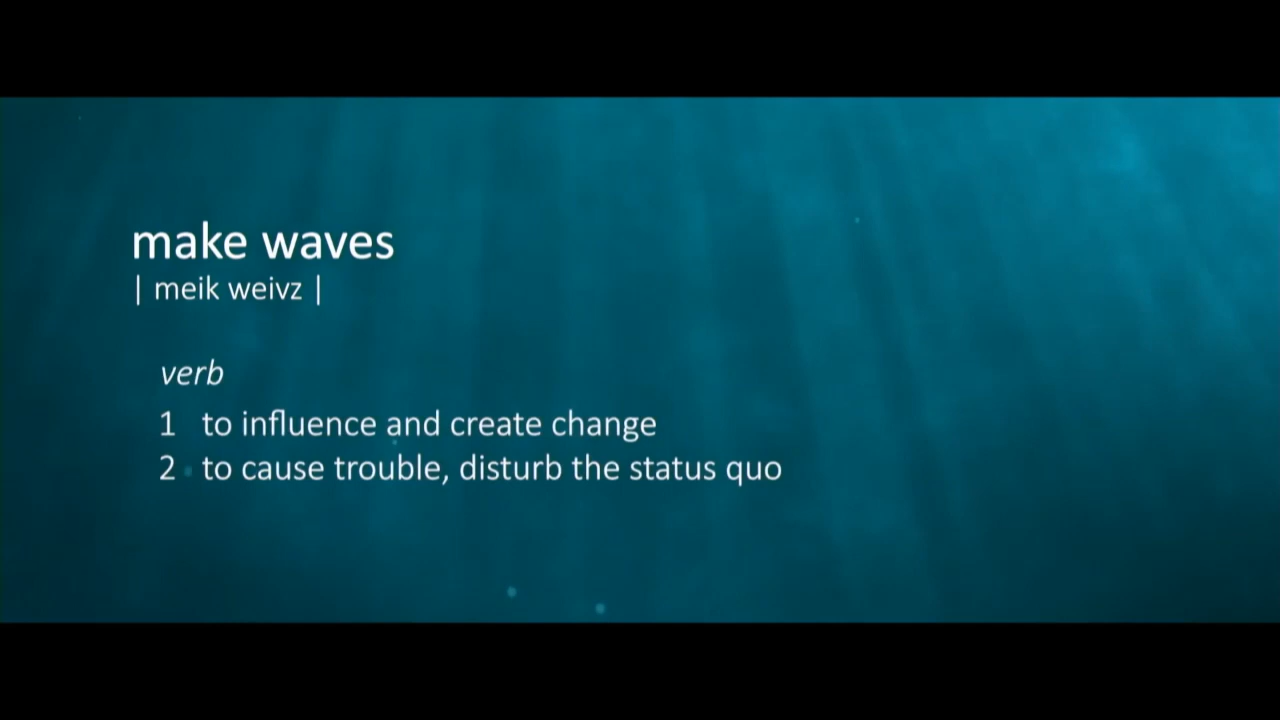 make waves
| meik weivz |
verb
1 to influence and create change
2 to cause trouble, disturb the status quo